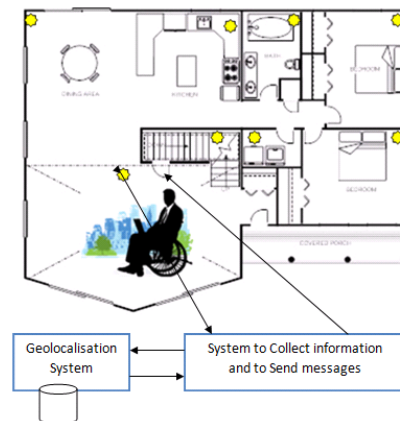 DINING AREA
KITCHEN
BATH
BEDROOM
BEDROOM
COVERED PORCH
Geolocalisation
System
System to Collect information
and to Send messages